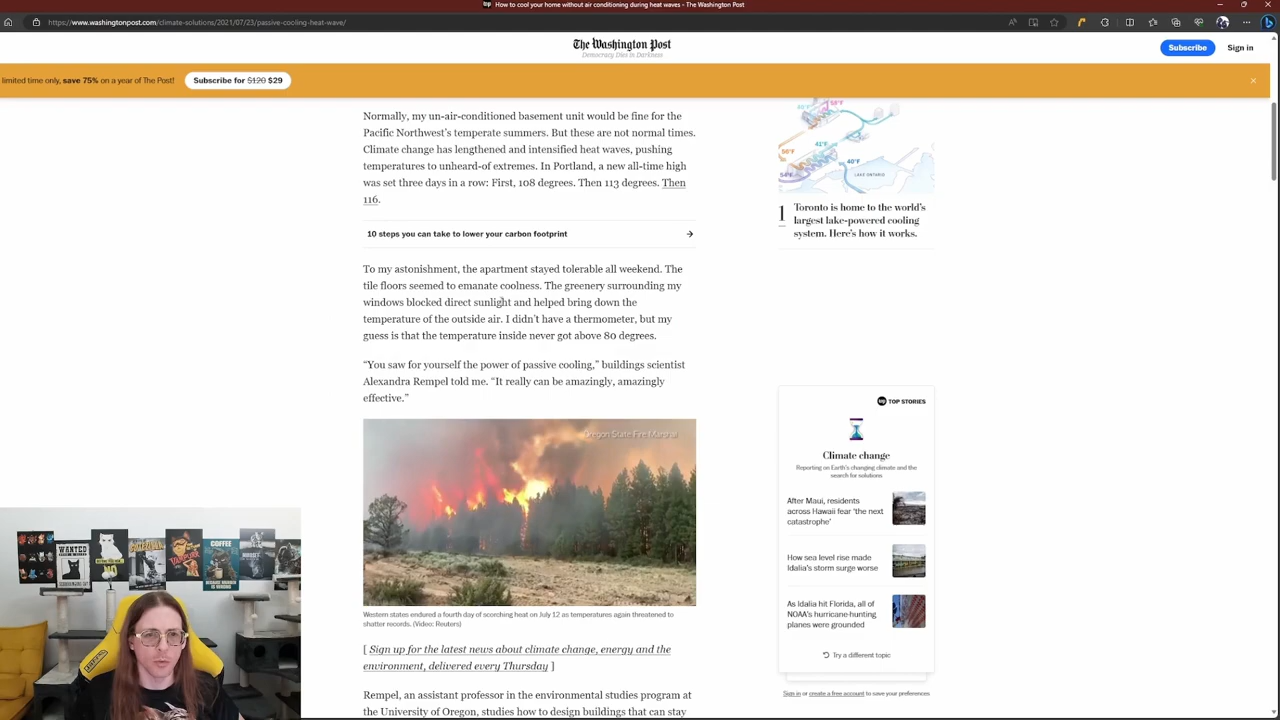 How to cool your home without air conditioning during heat waves - The Washington Post
https://www.washingtonpost.com/climate-solutions/2021/07/23/passive-cooling-heat-wave/
The Washington Post
Democracy Dies in Darkness
Subscribe
Sign in
limited time only, save 75% on a year of The Post!
Subscribe for $120 $29
Normally, my un-air-conditioned basement unit would be fine for the
Pacific Northwest's temperate summers. But these are not normal times.
Climate change has lengthened and intensified heat waves, pushing
temperatures to unheard-of extremes. In Portland, a new all-time high
was set three days in a row: First, 108 degrees. Then 113 degrees. Then
116.
10 steps you can take to lower your carbon footprint
To my astonishment, the apartment stayed tolerable all weekend. The
tile floors seemed to emanate coolness. The greenery surrounding my
windows blocked direct sunlight and helped bring down the
temperature of the outside air. I didn't have a thermometer, but my
guess is that the temperature inside never got above 80 degrees.
“You saw for yourself the power of passive cooling,” buildings scientist
Alexandra Rempel told me. “It really can be amazingly, amazingly
effective.”
Oregon State Fire Marshal
Western states endured a fourth day of scorching heat on July 12 as temperatures again threatened to
shatter records. (Video: Reuters)
[ Sign up for the latest news about climate change, energy and the
environment, delivered every Thursday ]
Rempel, an assistant professor in the environmental studies program at
the University of Oregon, studies how to design buildings that can stay
41°F
56°F
40°F
LAKE ONTARIO
1
Toronto is home to the world's
largest lake-powered cooling
system. Here's how it works.
wp TOP STORIES
Climate change
Reporting on Earth's changing climate and the
search for solutions
After Maui, residents
across Hawaii fear 'the next
catastrophe'
How sea level rise made
Idalia's storm surge worse
As Idalia hit Florida, all of
NOAA's hurricane-hunting
planes were grounded
Try a different topic
Sign in or create a free account to save your preferences
WANTED
COFFEE